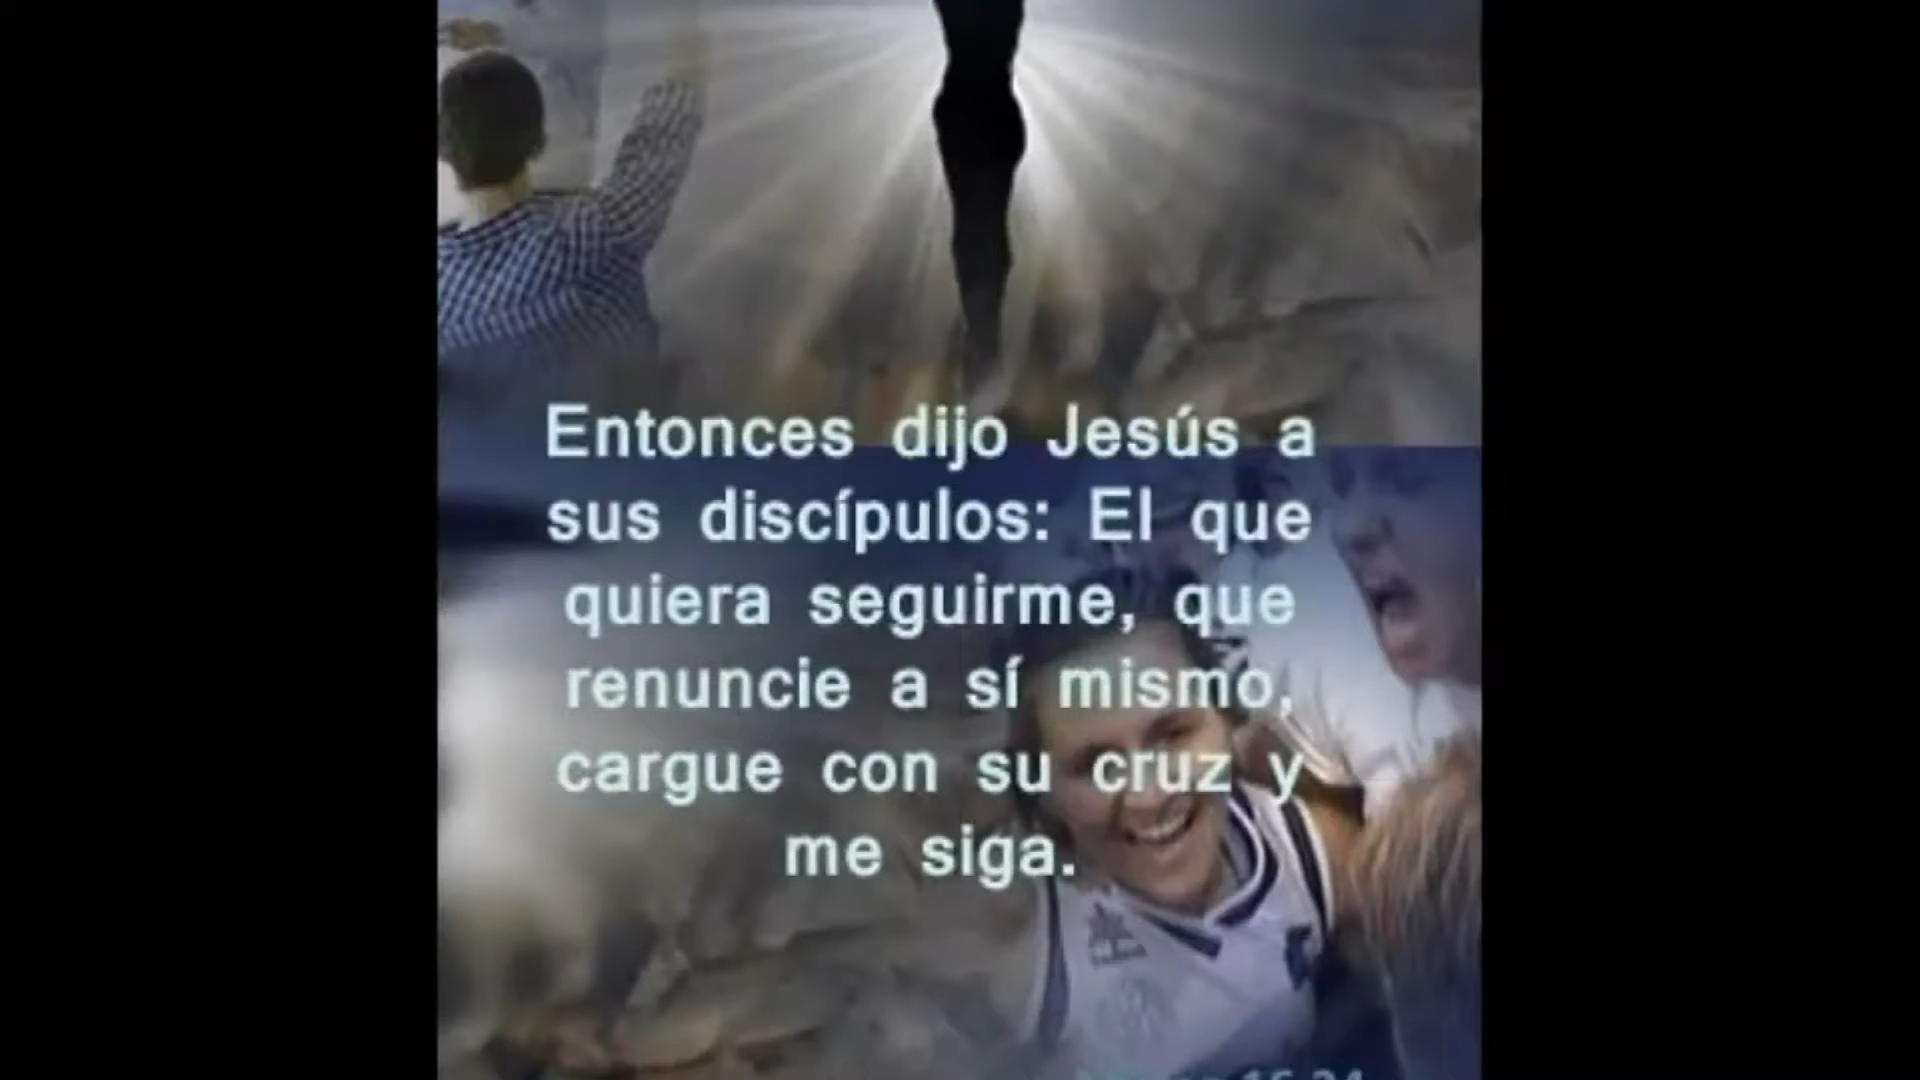 Entonces dijo Jesús a
sus discípulos: El que
quiera seguirme, que
renuncie a sí mismo,
cargue con su cruz y
me siga.